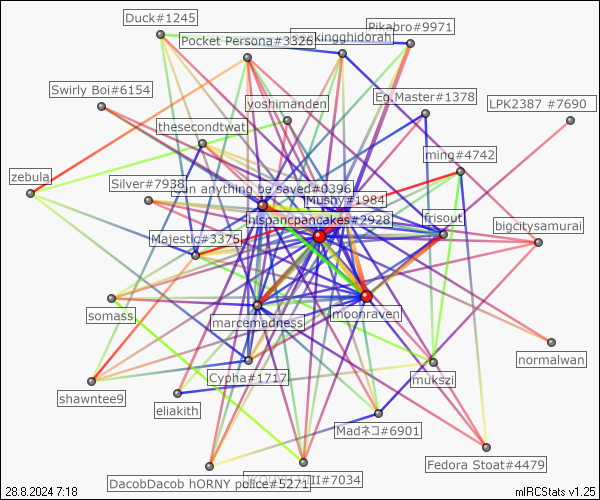 Duck#1245
Pikabro#9971
Pocket Persona#3326
kingghidorah
Swirly Boi#6154
Eg.Master#1378
LPK2387 #7690
yoshimanden
thesecondtwat
ming#4742
zebula
Silver#7938
can anything be saved#0396
Mushy#1984
hispancpancakes#2928
frisout
bigcitysamurai
Majestic#3375
somass
marcemadness
moonraven
normalwan
Cypha#1717
mukszi
shawntee9
eliakith
Madネコ#6901
Fedora Stoat#4479
DacobDacob hORNY police#5271
II#7034
28.8.2024 7:18
mIRCStats v1.25